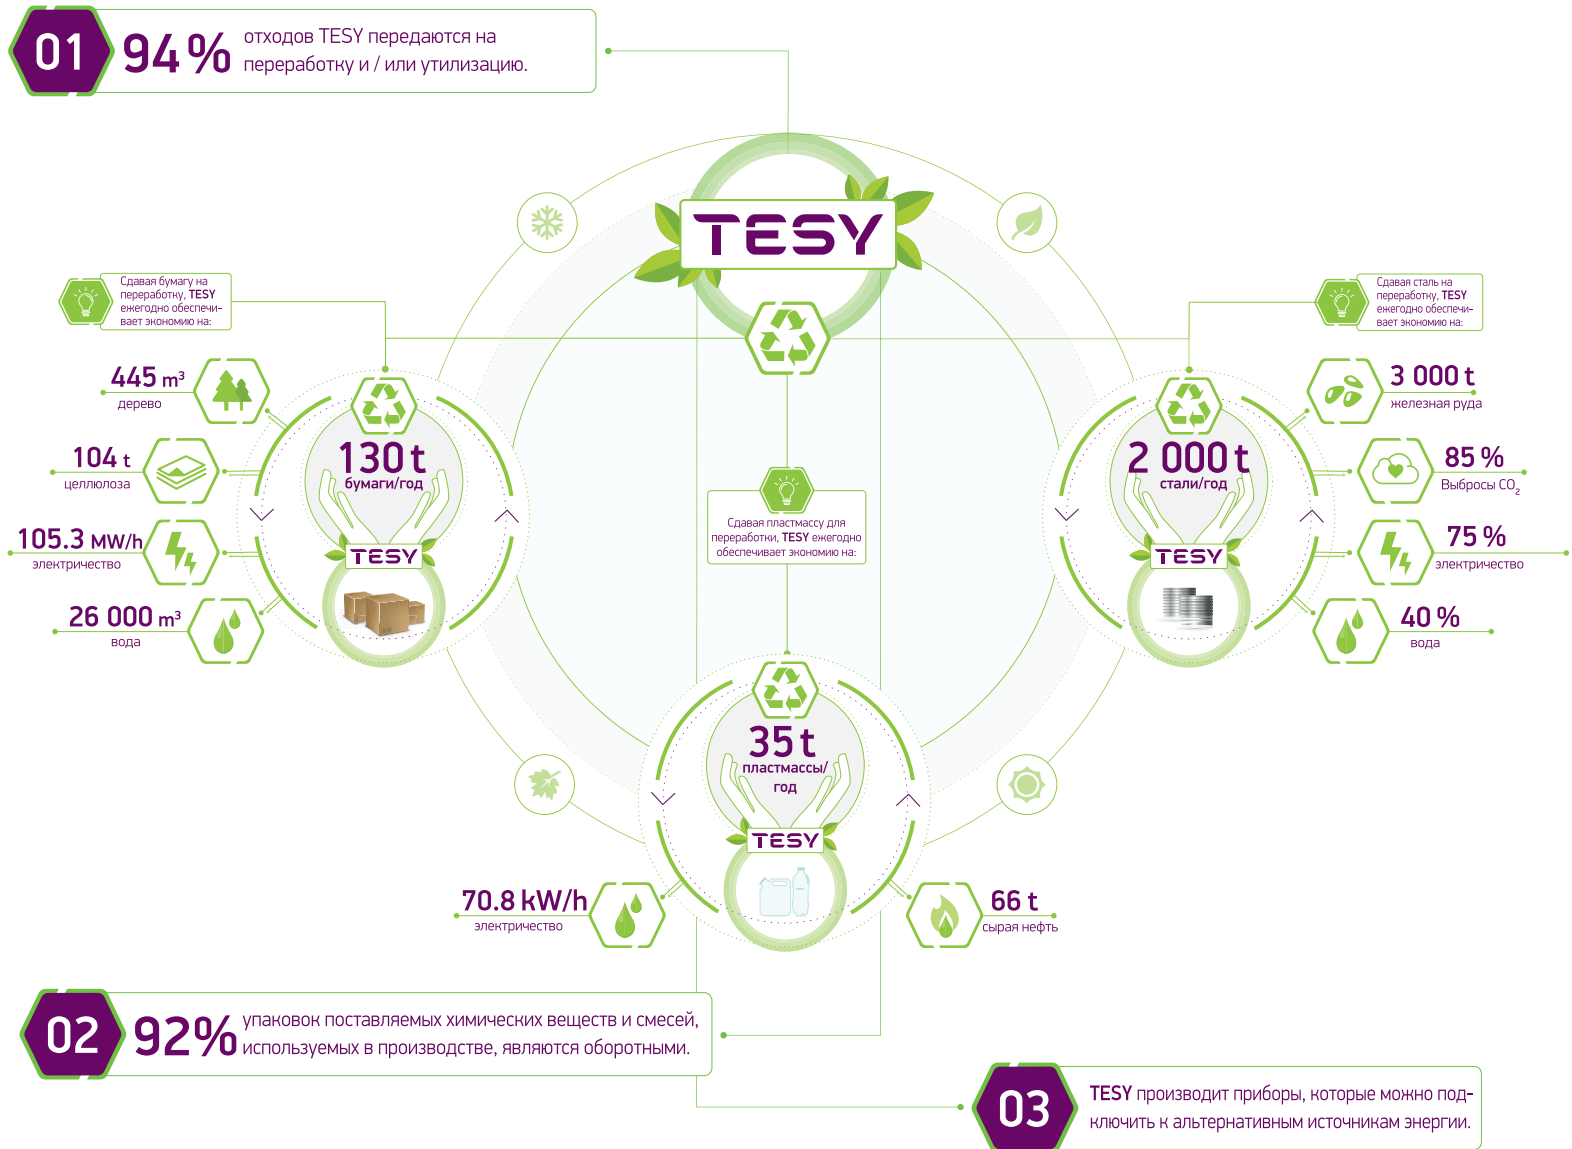 01
94%
отходов TESY передаются на
переработку и / или утилизацию.
TESY
Сдавая бумагу на
переработку, TESY
ежегодно обеспечи-
вает экономию на:
445 m³
дерево
104 t
целлюлоза
105.3 MW/h
электричество
26 000 m³
вода
130 t
бумаги/год
TESY
Сдавая пластмассу для
переработки, TESY ежегодно
обеспечивает экономию на:
35 t
пластмассы/
год
TESY
70.8 kW/h
электричество
66 t
сырая нефть
Сдавая сталь на
переработку, TESY
ежегодно обеспечи-
вает экономию на:
2 000 t
стали/год
TESY
3 000 t
железная руда
85 %
Выбросы CO₂
75 %
электричество
40 %
вода
02
92%
упаковок поставляемых химических веществ и смесей,
используемых в производстве, являются оборотными.
03
TESY производит приборы, которые можно под-
ключить к альтернативным источникам энергии.